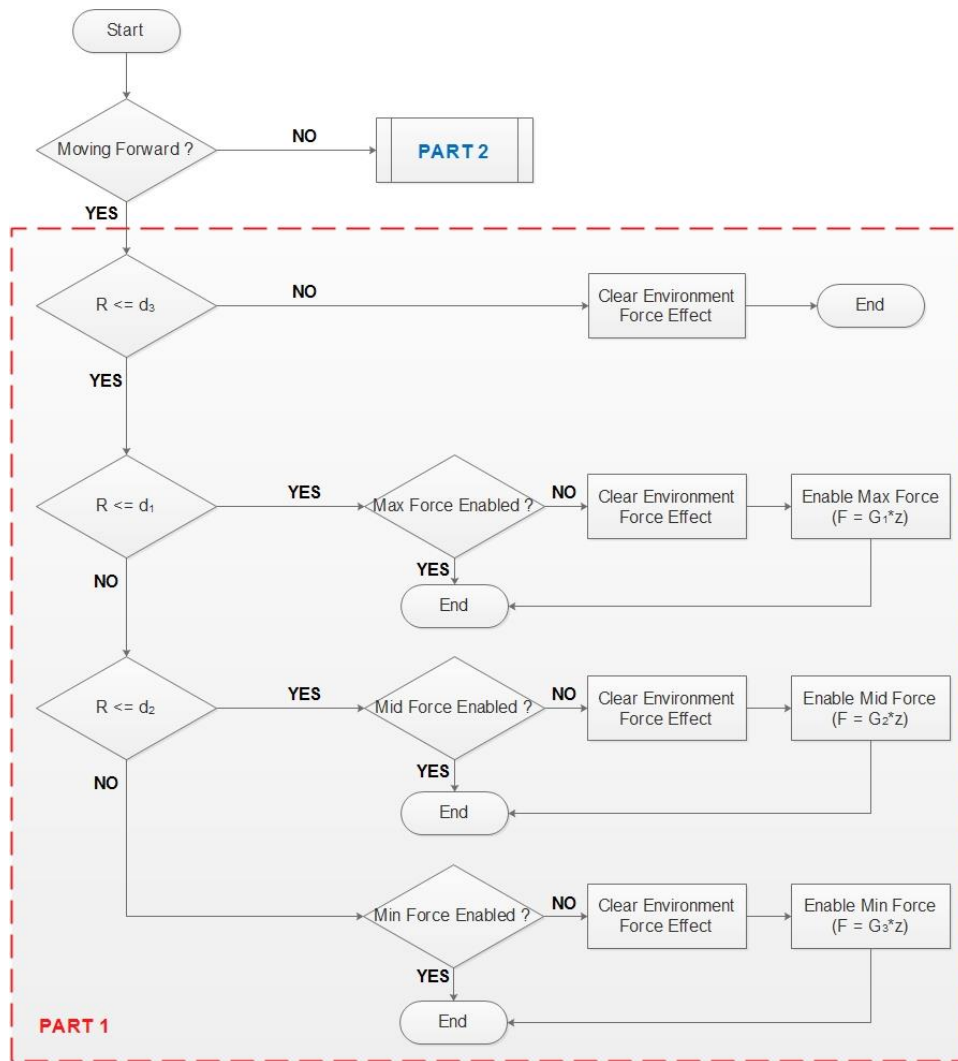 Start
Moving Forward ?
NO
PART 2
YES
R <= d₃
NO
Clear Environment
Force Effect
End
YES
R <= d₁
YES
Max Force Enabled ?
NO
Clear Environment
Force Effect
Enable Max Force
(F = G₁*z)
NO
YES
End
R <= d₂
YES
Mid Force Enabled ?
NO
Clear Environment
Force Effect
Enable Mid Force
(F = G₂*z)
NO
YES
End
Min Force Enabled ?
NO
Clear Environment
Force Effect
Enable Min Force
(F = G₃*z)
YES
End
PART 1